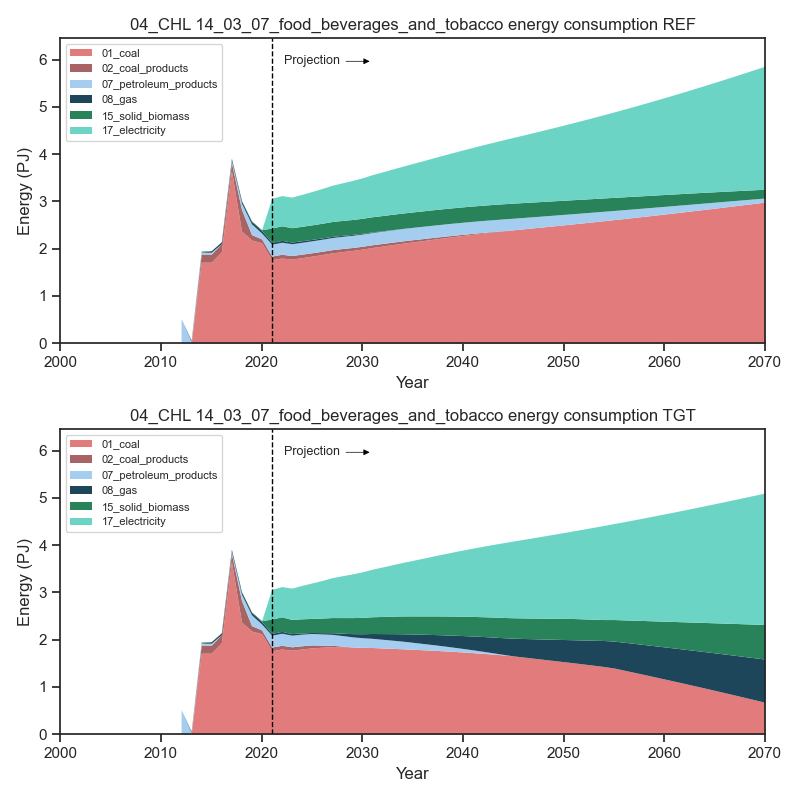 04_CHL 14_03_07_food_beverages_and_tobacco energy consumption REF
01_coal
02_coal_products
07_petroleum_products
08_gas
15_solid_biomass
17_electricity
Projection
Energy (PJ)
6
5
4
3
2
1
0
2000 2010 2020 2030 2040 2050 2060 2070
Year
04_CHL 14_03_07_food_beverages_and_tobacco energy consumption TGT
01_coal
02_coal_products
07_petroleum_products
08_gas
15_solid_biomass
17_electricity
Projection
Energy (PJ)
6
5
4
3
2
1
0
2000 2010 2020 2030 2040 2050 2060 2070
Year